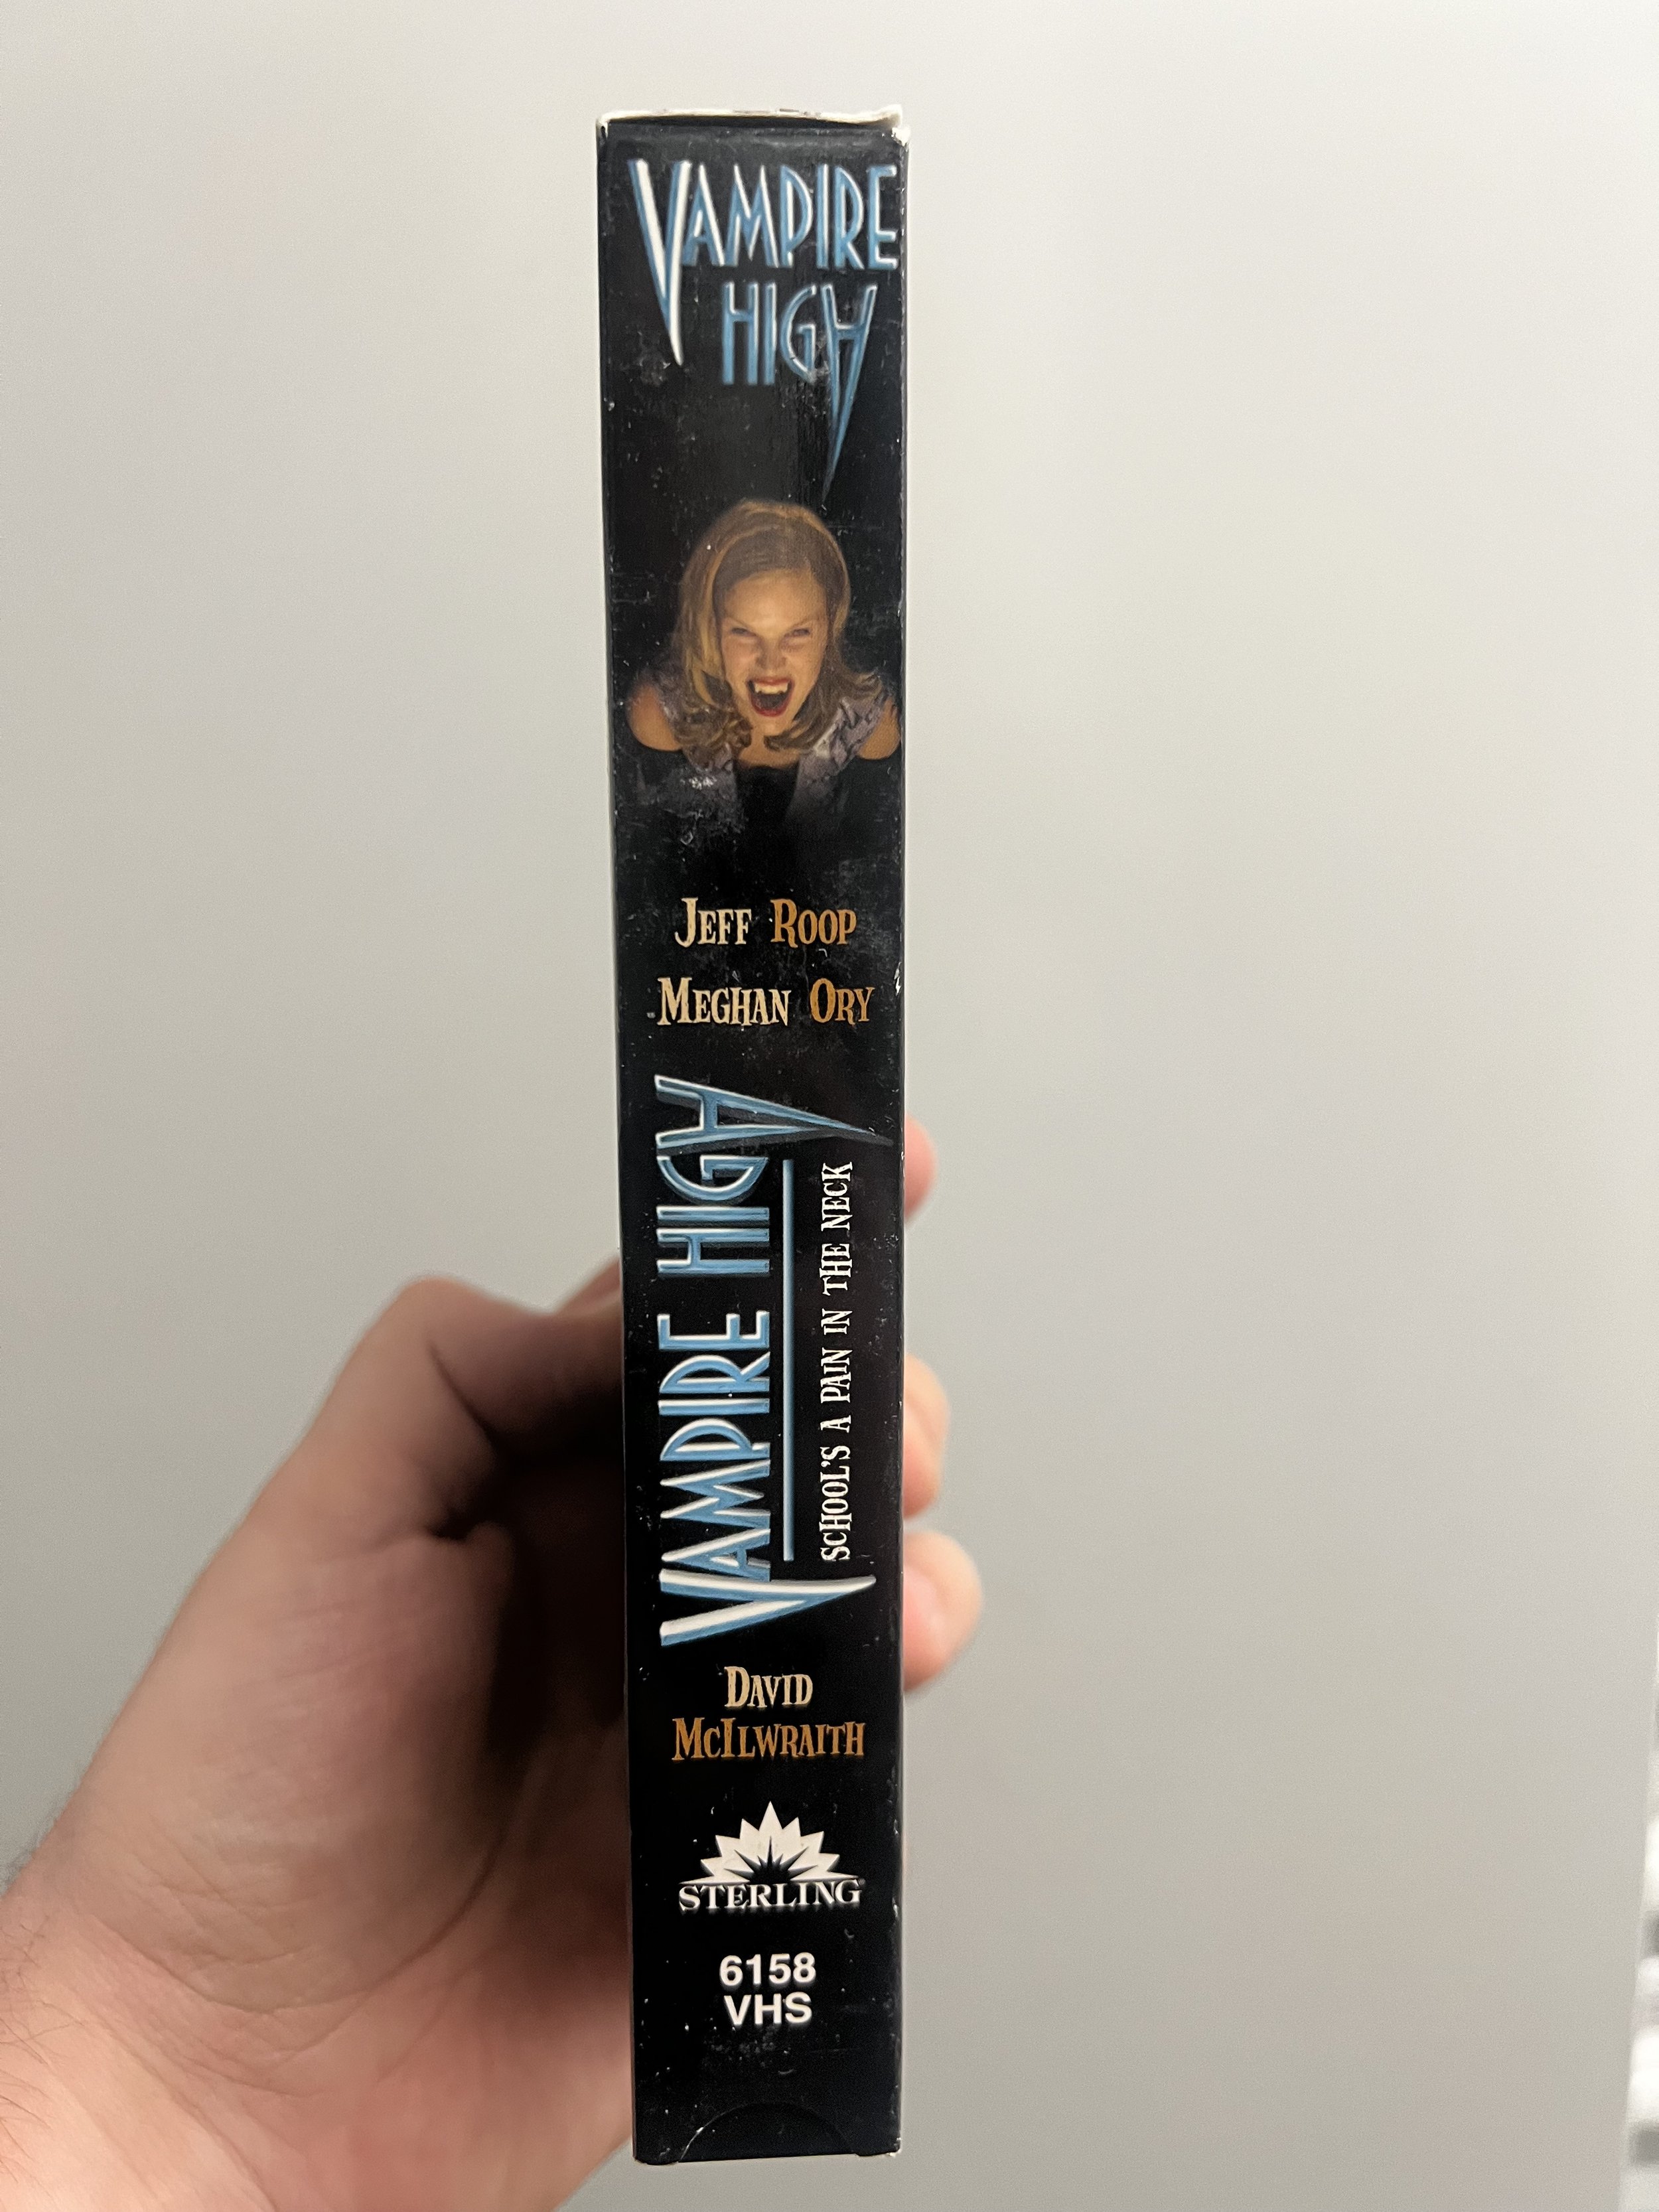 VAMPIRE
HIGH
JEFF ROOP
MEGHAN ORY
VAMPIRE HIGH
SCHOOL'S A PAIN IN THE NECK
DAVID
MCILWRAITH
STERLING
6158
VHS